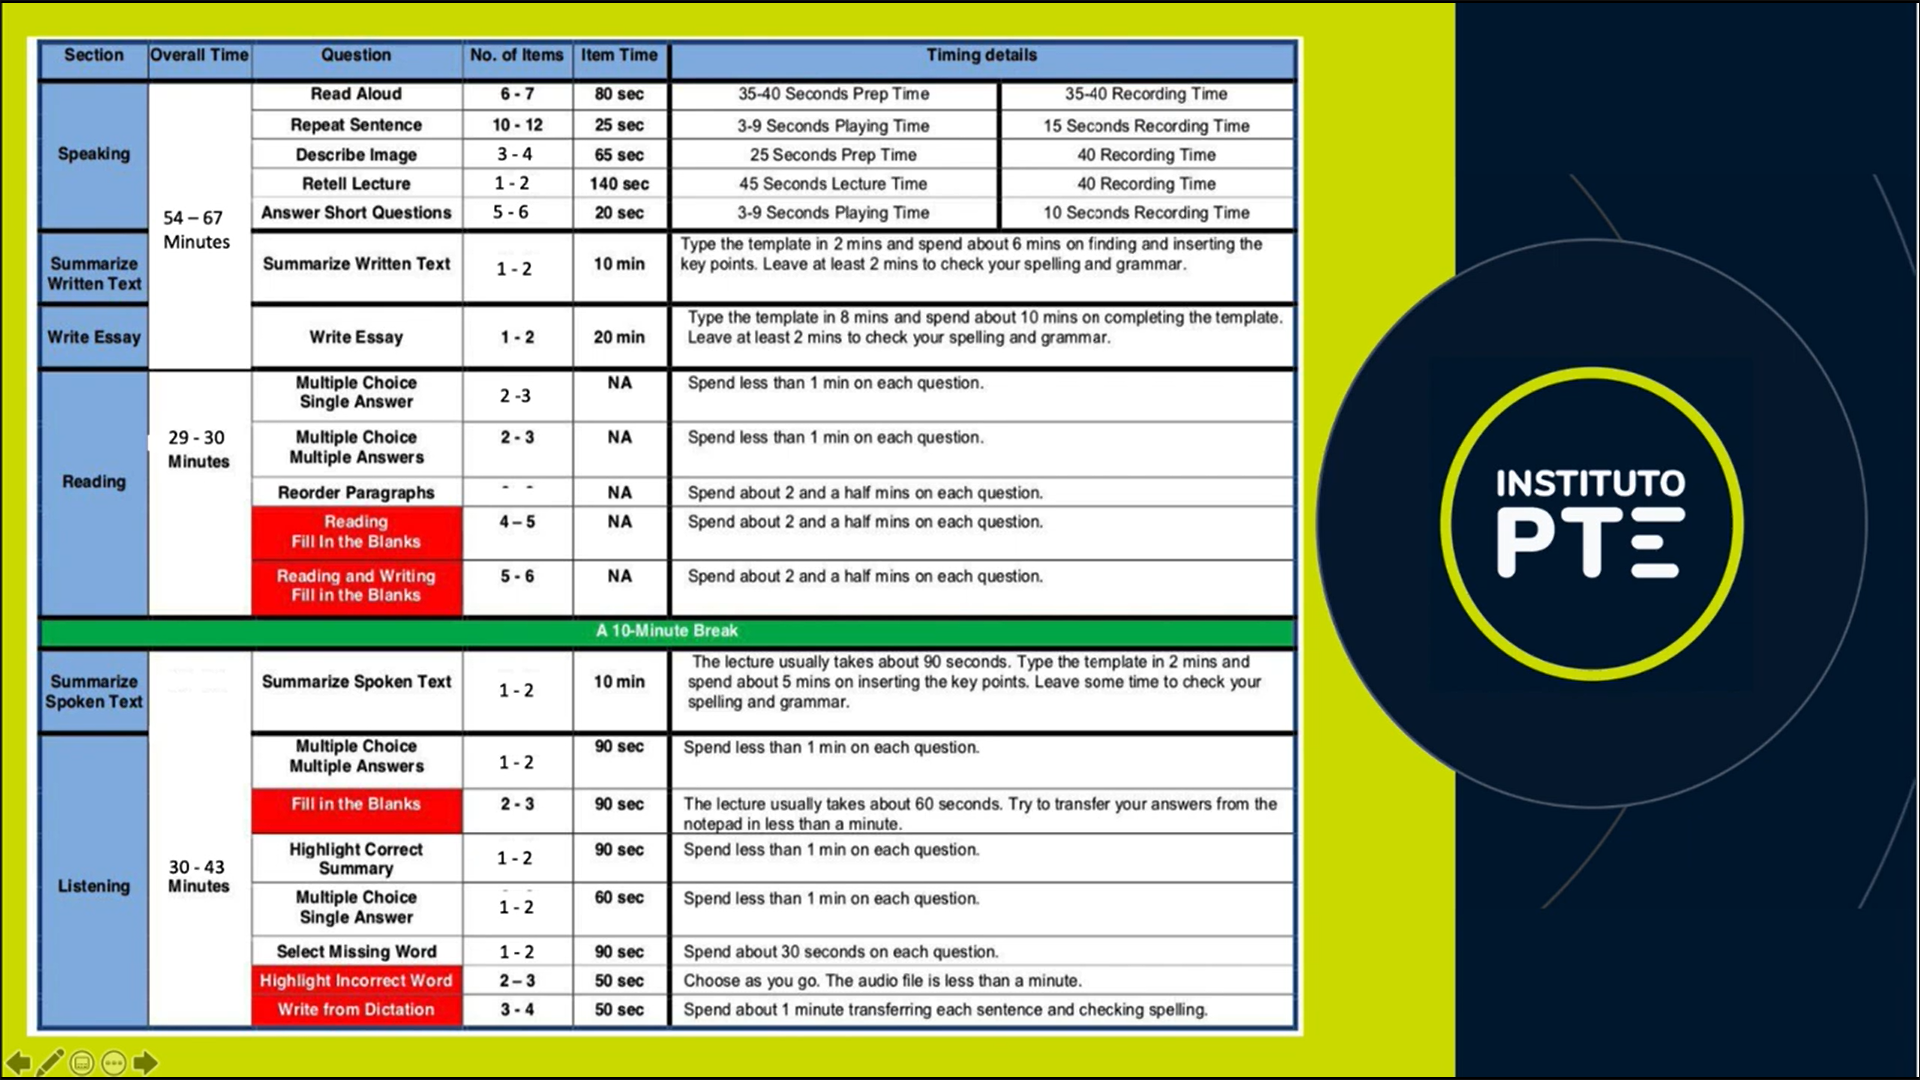 Section Overall Time Question No. of Items Item Time Timing details
Speaking
54 – 67
Minutes
Read Aloud 6 - 7 80 sec 35-40 Seconds Prep Time 35-40 Recording Time
Repeat Sentence 10 - 12 25 sec 3-9 Seconds Playing Time 15 Seconds Recording Time
Describe Image 3 - 4 65 sec 25 Seconds Prep Time 40 Recording Time
Retell Lecture 1 - 2 140 sec 45 Seconds Lecture Time 40 Recording Time
Answer Short Questions 5 - 6 20 sec 3-9 Seconds Playing Time 10 Seconds Recording Time
Summarize
Written Text
Summarize Written Text 1 - 2 10 min
Type the template in 2 mins and spend about 6 mins on finding and inserting the
key points. Leave at least 2 mins to check your spelling and grammar.
Write Essay Write Essay 1 - 2 20 min
Type the template in 8 mins and spend about 10 mins on completing the template.
Leave at least 2 mins to check your spelling and grammar.
Reading
29 - 30
Minutes
Multiple Choice
Single Answer
2 -3 NA Spend less than 1 min on each question.
Multiple Choice
Multiple Answers
2 - 3 NA Spend less than 1 min on each question.
Reorder Paragraphs - - NA Spend about 2 and a half mins on each question.
Reading
Fill In the Blanks
4 – 5 NA Spend about 2 and a half mins on each question.
Reading and Writing
Fill in the Blanks
5 - 6 NA Spend about 2 and a half mins on each question.
A 10-Minute Break
Summarize
Spoken Text
Summarize Spoken Text 1 - 2 10 min
The lecture usually takes about 90 seconds. Type the template in 2 mins and
spend about 5 mins on inserting the key points. Leave some time to check your
spelling and grammar.
Listening
30 - 43
Minutes
Multiple Choice
Multiple Answers
1 - 2 90 sec Spend less than 1 min on each question.
Fill in the Blanks 2 - 3 90 sec
The lecture usually takes about 60 seconds. Try to transfer your answers from the
notepad in less than a minute.
Highlight Correct
Summary
1 - 2 90 sec Spend less than 1 min on each question.
Multiple Choice
Single Answer
1 - 2 60 sec Spend less than 1 min on each question.
Select Missing Word 1 - 2 90 sec Spend about 30 seconds on each question.
Highlight Incorrect Word 2 – 3 50 sec Choose as you go. The audio file is less than a minute.
Write from Dictation 3 - 4 50 sec Spend about 1 minute transferring each sentence and checking spelling.
INSTITUTO
PTE